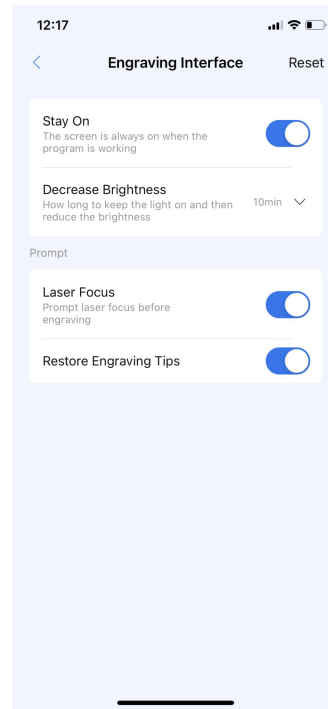 12:17
Engraving Interface Reset
Stay On
The screen is always on when the
program is working
Decrease Brightness
How long to keep the light on and then
reduce the brightness
10min
Prompt
Laser Focus
Prompt laser focus before
engraving
Restore Engraving Tips